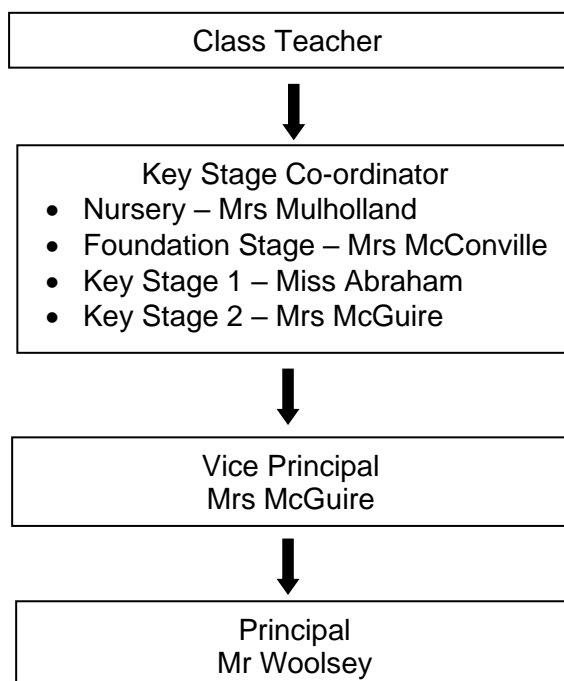 Class Teacher
Key Stage Co-ordinator
• Nursery – Mrs Mulholland
• Foundation Stage – Mrs McConville
• Key Stage 1 – Miss Abraham
• Key Stage 2 – Mrs McGuire
Vice Principal
Mrs McGuire
Principal
Mr Woolsey